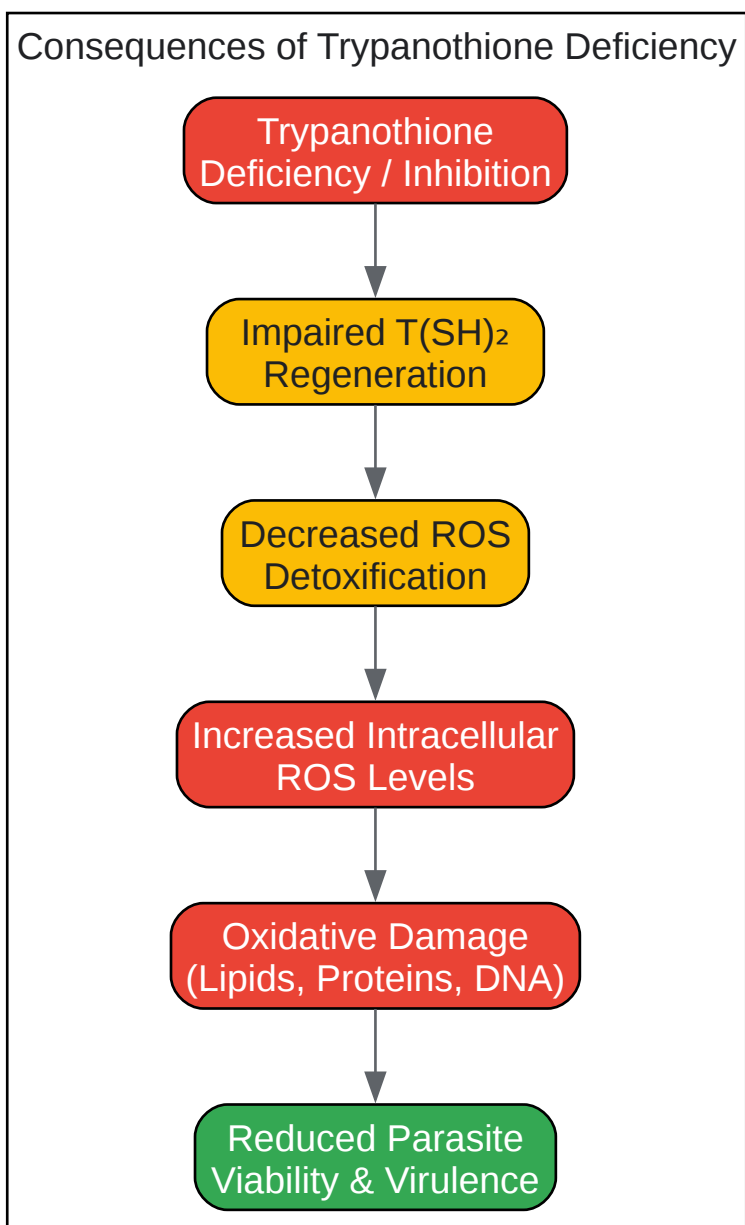 Consequences of Trypanothione Deficiency
Trypanothione
Deficiency / Inhibition
Impaired T(SH)₂
Regeneration
Decreased ROS
Detoxification
Increased Intracellular
ROS Levels
Oxidative Damage
(Lipids, Proteins, DNA)
Reduced Parasite
Viability & Virulence